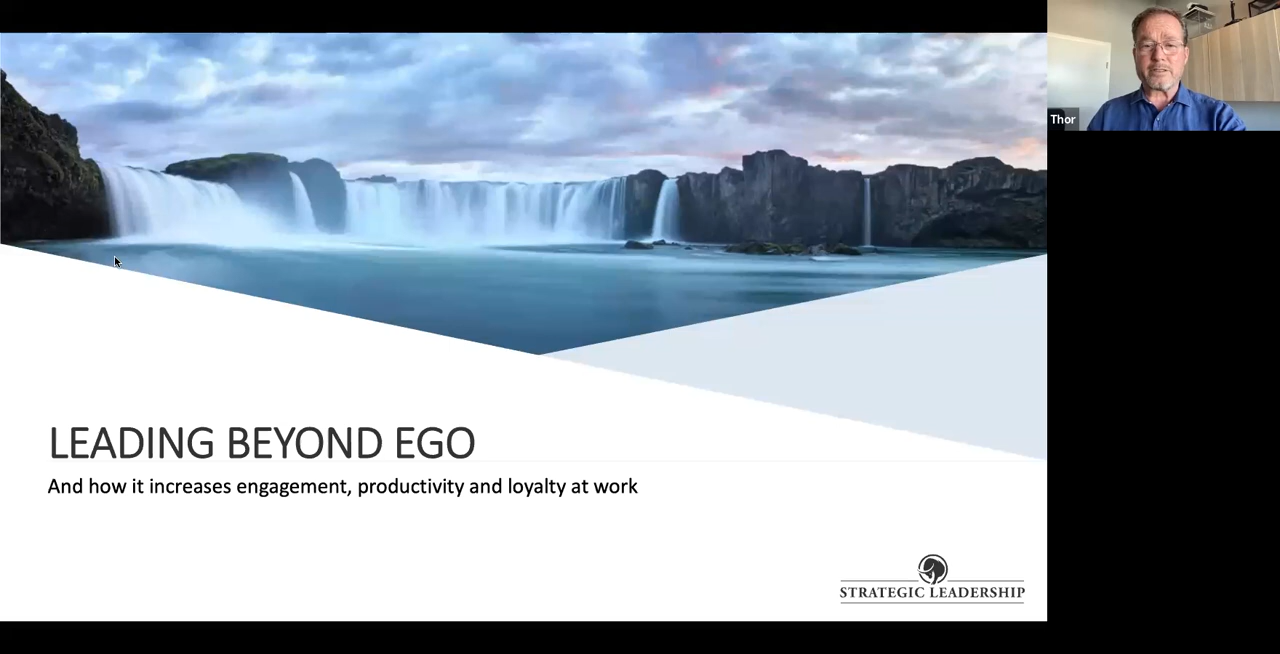 Thor
LEADING BEYOND EGO
And how it increases engagement, productivity and loyalty at work
STRATEGIC LEADERSHIP